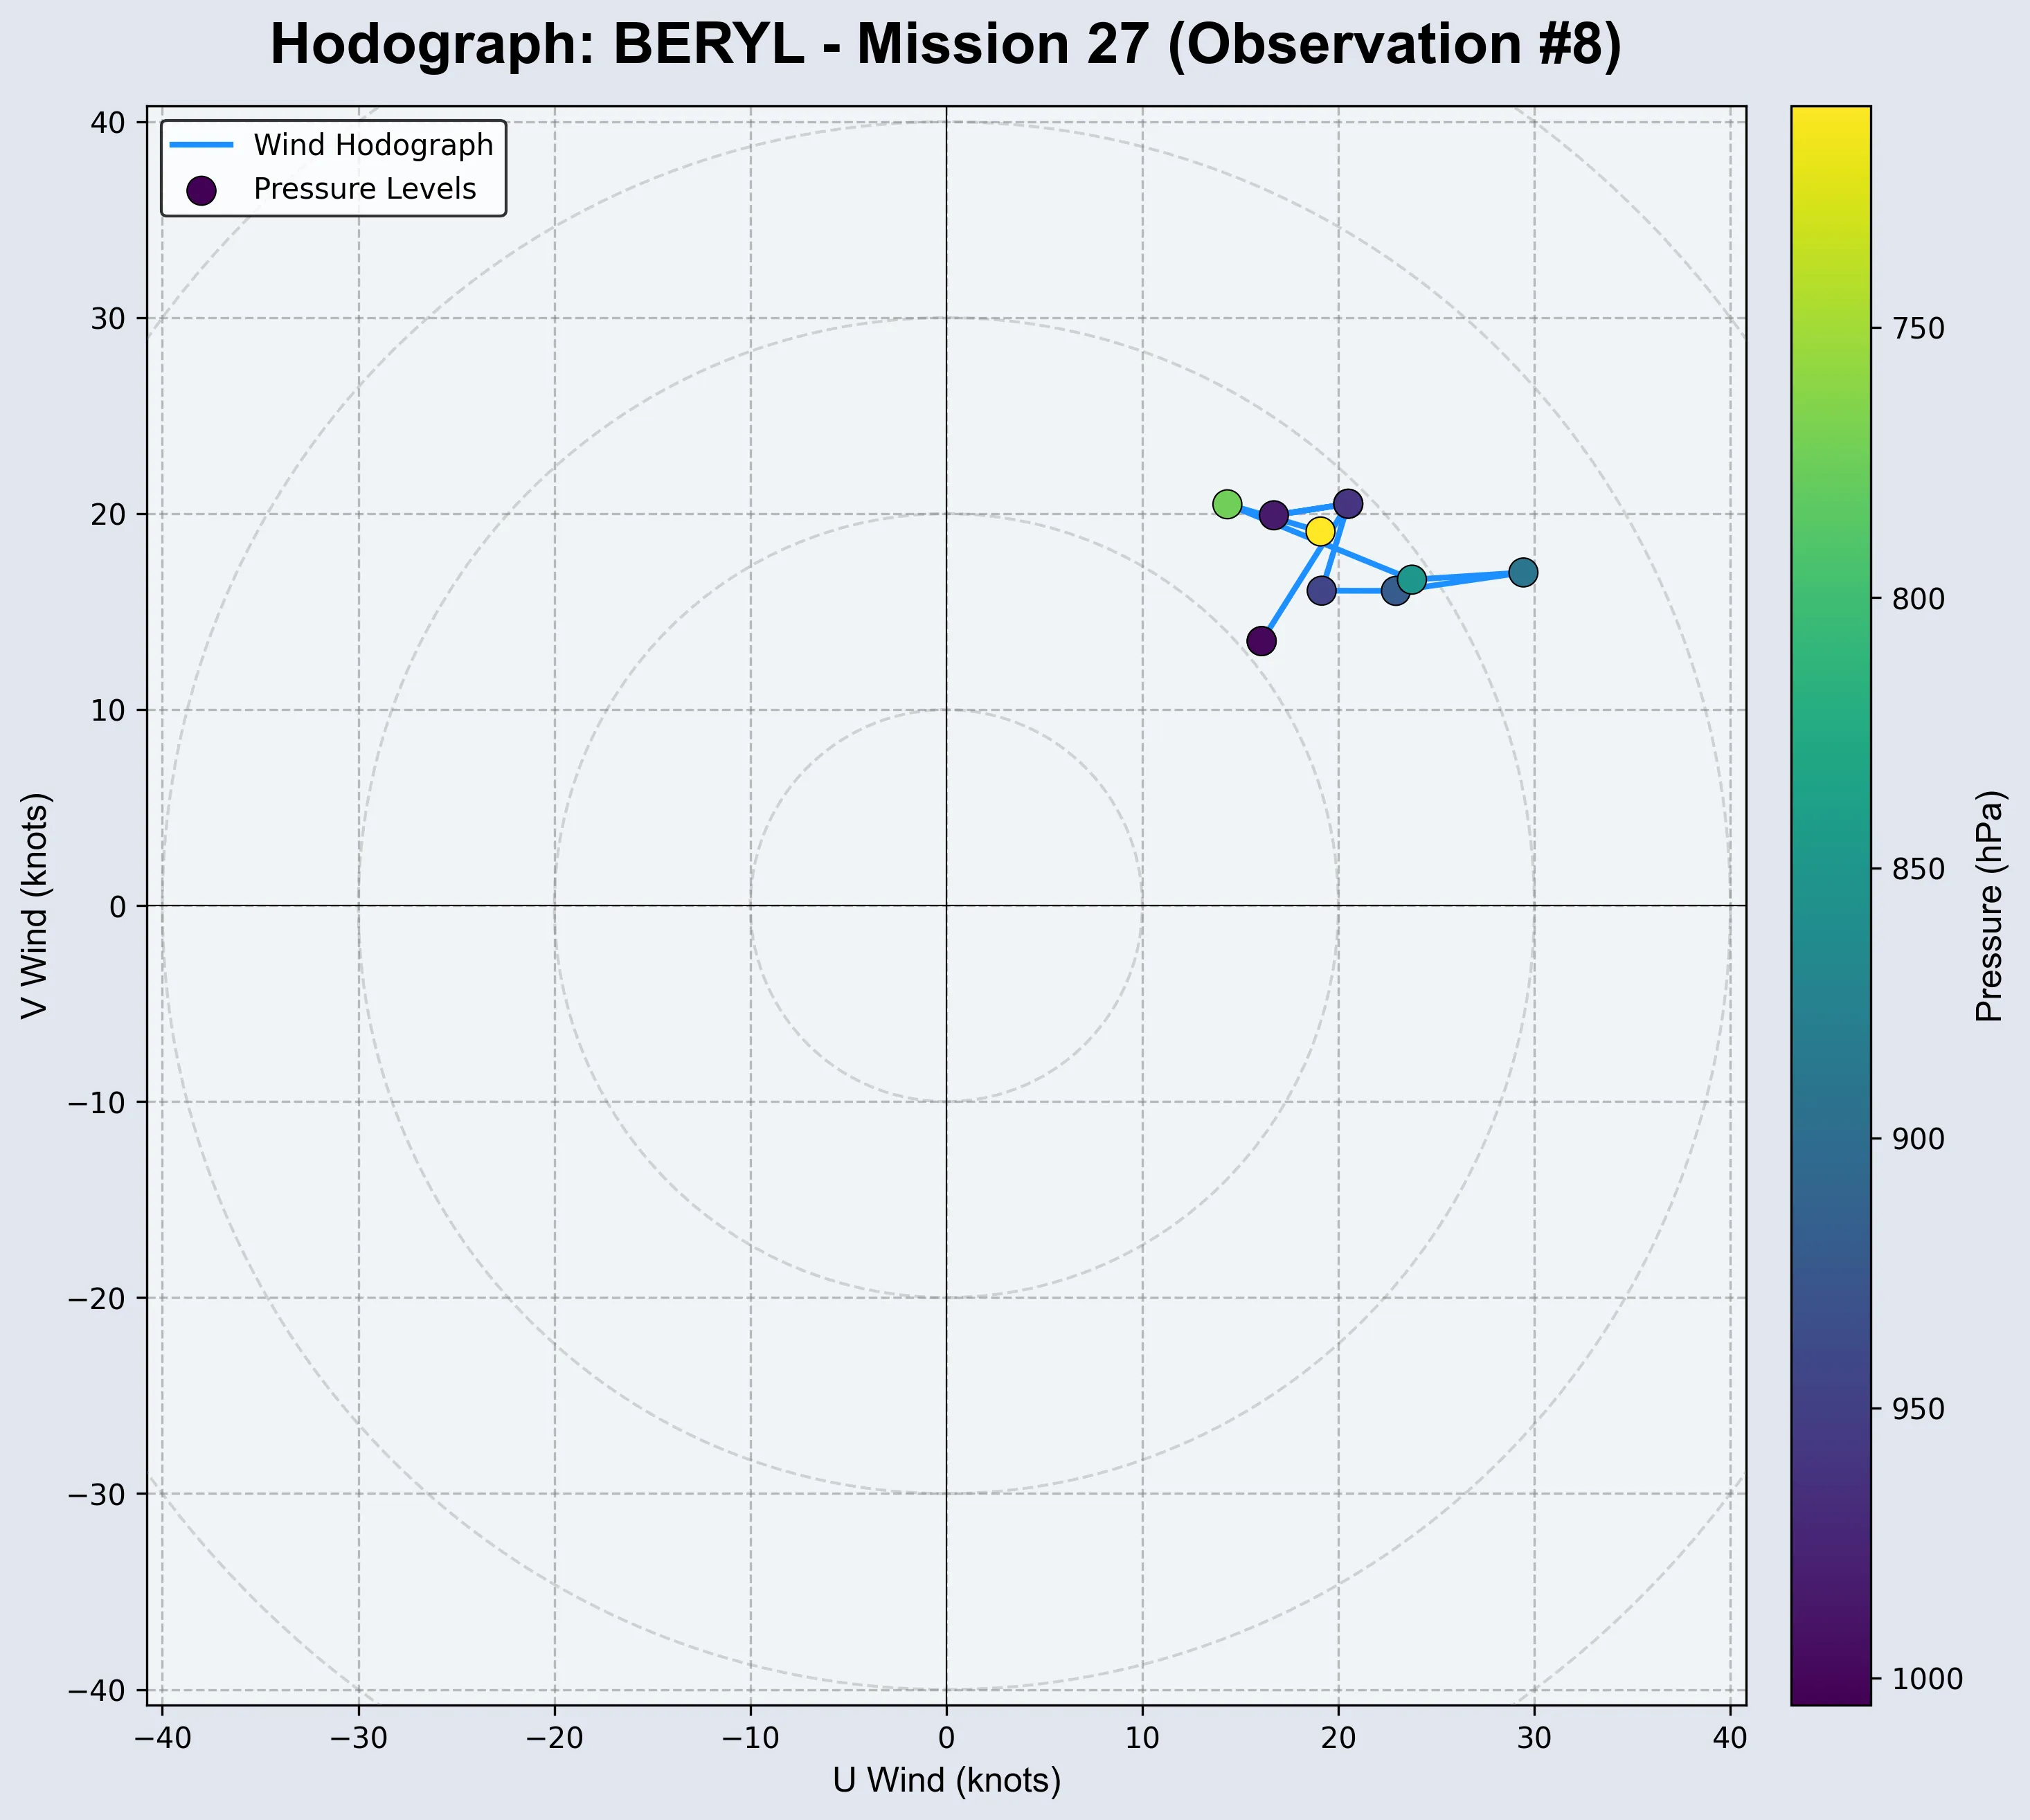 Hodograph: BERYL - Mission 27 (Observation #8)
Wind Hodograph
Pressure Levels
40
30
20
10
0
−10
−20
−30
−40
V Wind (knots)
−40 −30 −20 −10 0 10 20 30 40
U Wind (knots)
750
800
850
900
950
1000
Pressure (hPa)